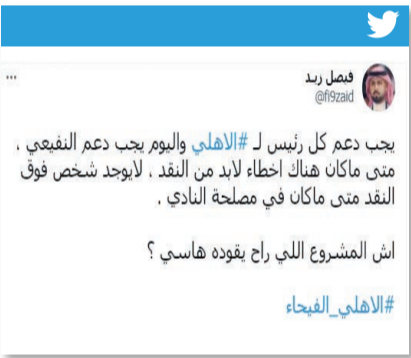 فيصل ربد
@fi9zaid
يجب دعم كل رئيس لـ #الاهلي واليوم يجب دعم النفيعي ،
متى ماكان هناك اخطاء لابد من النقد ، لايوجد شخص فوق
النقد متى ماكان في مصلحة النادي .
اش المشروع اللي راح يقوده هاسي ؟
#الاهلي_الفيحاء